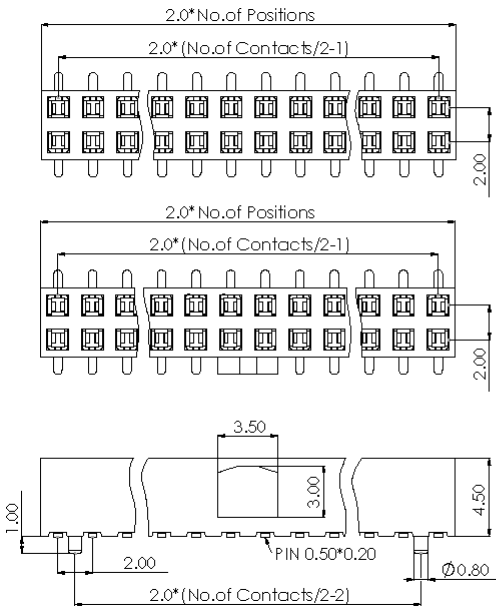 2.0*No.of Positions
2.0*(No.of Contacts/2-1)
2.00
2.0*No.of Positions
2.0*(No.of Contacts/2-1)
2.00
3.50
3.00
4.50
1.00
2.00
PIN 0.50*0.20
Ø0.80
2.0*(No.of Contacts/2-2)